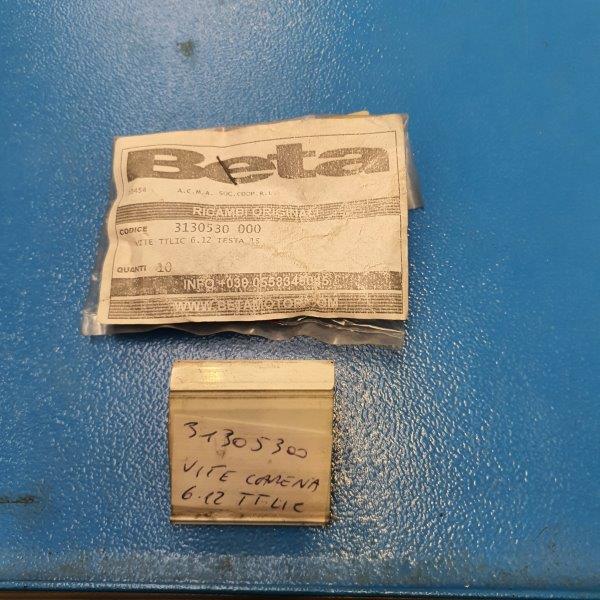 Beta
A.C.M.A. SOC.COOP.R.L.
RICAMBI ORIGINALI
CODICE 3130530 000
VITE TTLIC 6.12 TESTA 15
QUANTI 10
INFO +039 0558348045
WWW.BETAMOTOR.COM
31305300
VITE CARENA
6.12 TTLIC